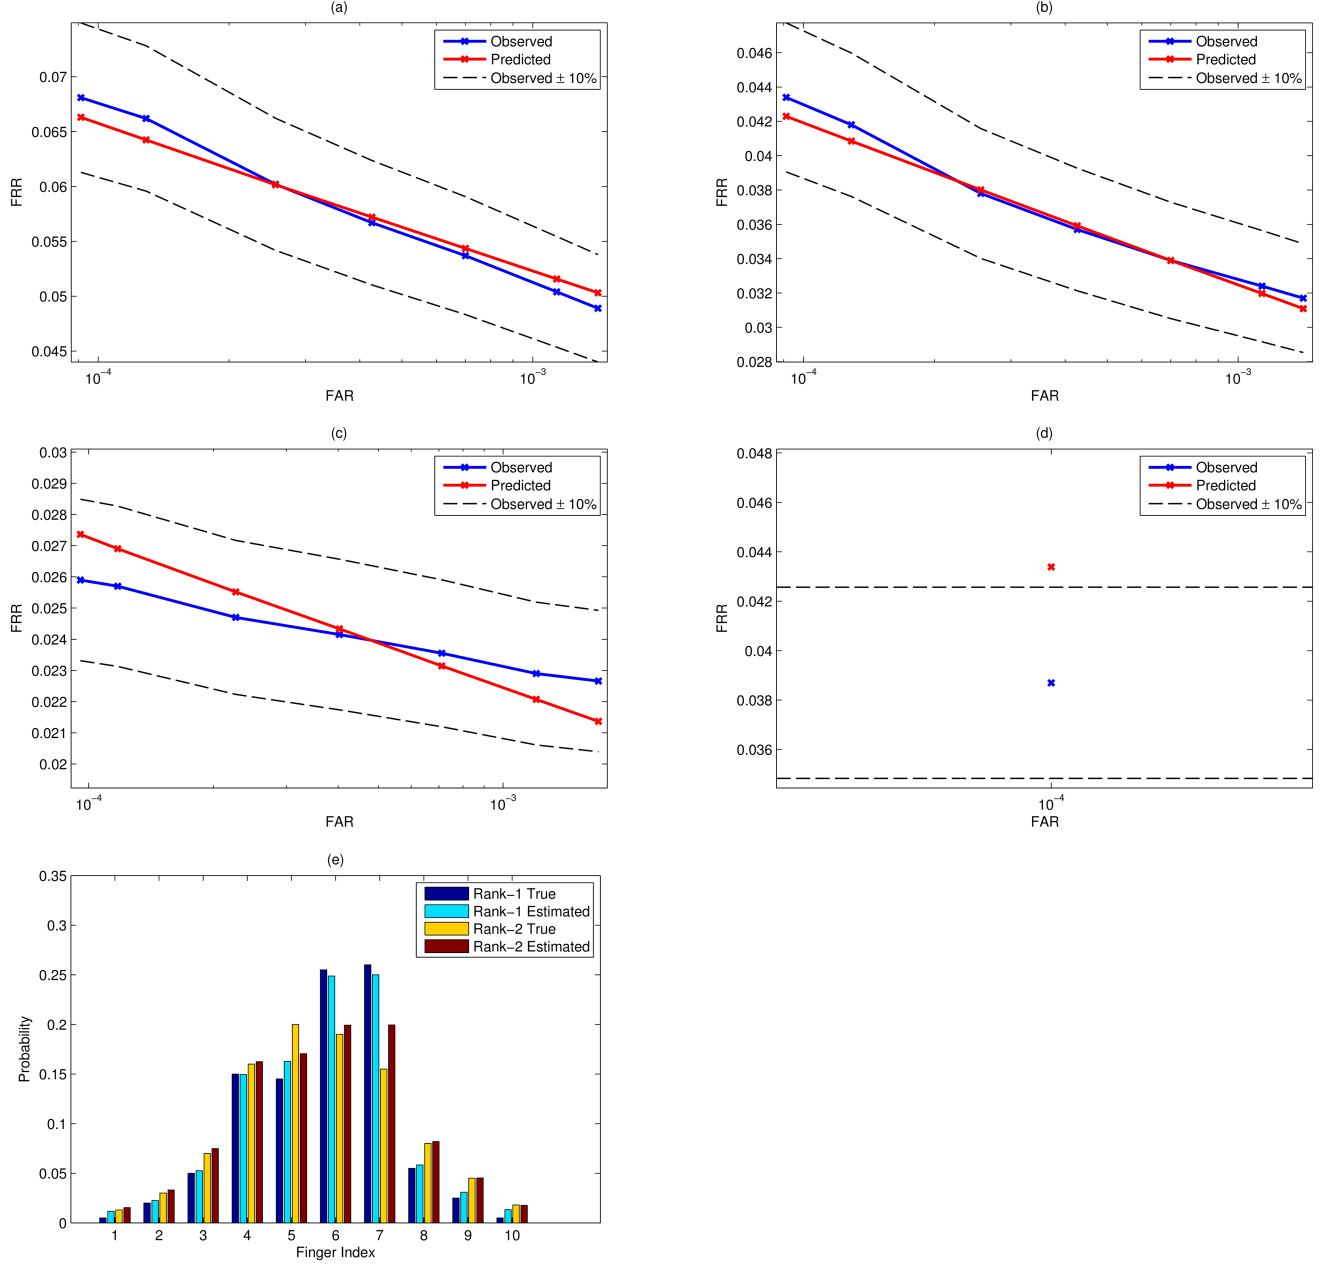 (a)
Observed
Predicted
Observed ± 10%
0.07
0.065
0.06
0.055
0.05
0.045
FRR
10⁻⁴
10⁻³
FAR
(b)
Observed
Predicted
Observed ± 10%
0.046
0.044
0.042
0.04
0.038
0.036
0.034
0.032
0.03
0.028
FRR
10⁻⁴
10⁻³
FAR
(c)
Observed
Predicted
Observed ± 10%
0.03
0.029
0.028
0.027
0.026
0.025
0.024
0.023
0.022
0.021
0.02
FRR
10⁻⁴
10⁻³
FAR
(d)
Observed
Predicted
Observed ± 10%
0.048
0.046
0.044
0.042
0.04
0.038
0.036
FRR
10⁻⁴
FAR
(e)
Rank−1 True
Rank−1 Estimated
Rank−2 True
Rank−2 Estimated
0.35
0.3
0.25
0.2
0.15
0.1
0.05
0
Probability
1 2 3 4 5 6 7 8 9 10
Finger Index